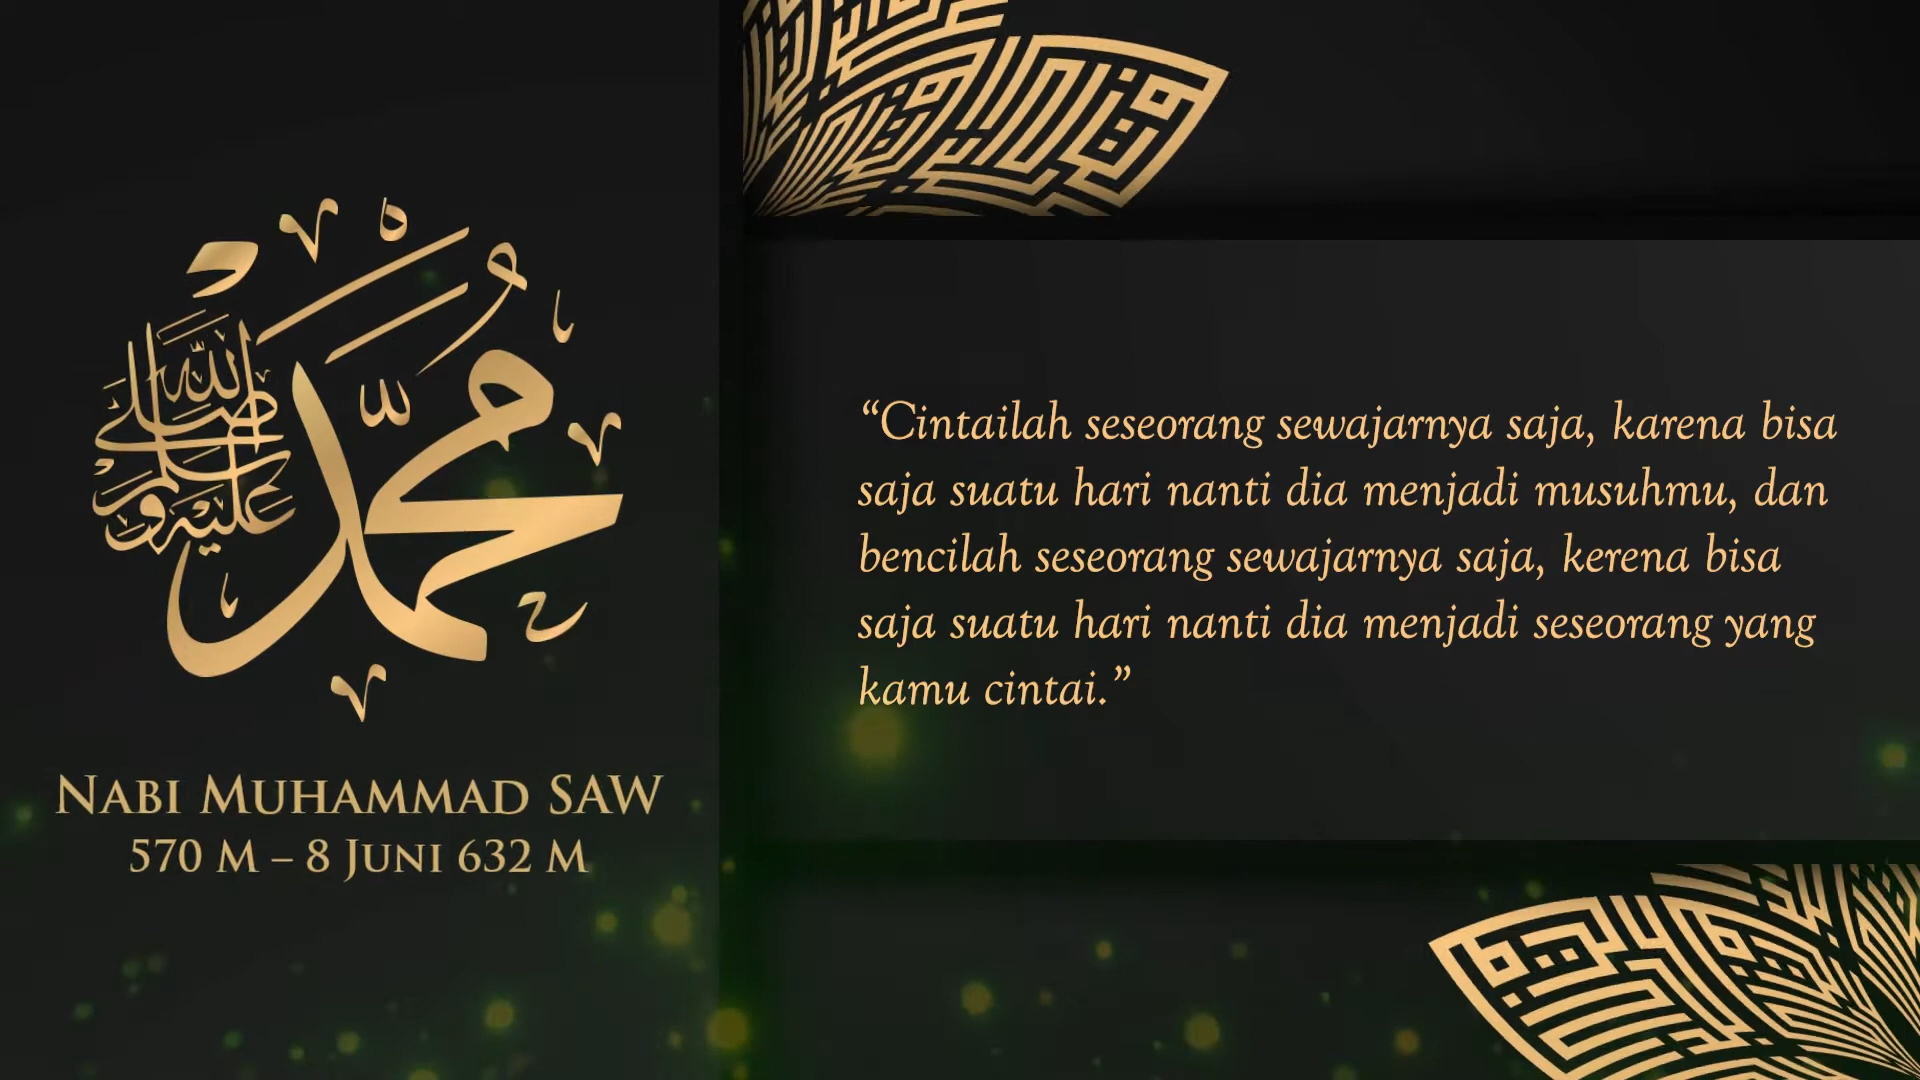 محمد
صلى الله عليه وسلم
NABI MUHAMMAD SAW
570 M – 8 JUNI 632 M
“Cintailah seseorang sewajarnya saja, karena bisa
saja suatu hari nanti dia menjadi musuhmu, dan
bencilah seseorang sewajarnya saja, kerena bisa
saja suatu hari nanti dia menjadi seseorang yang
kamu cintai.”